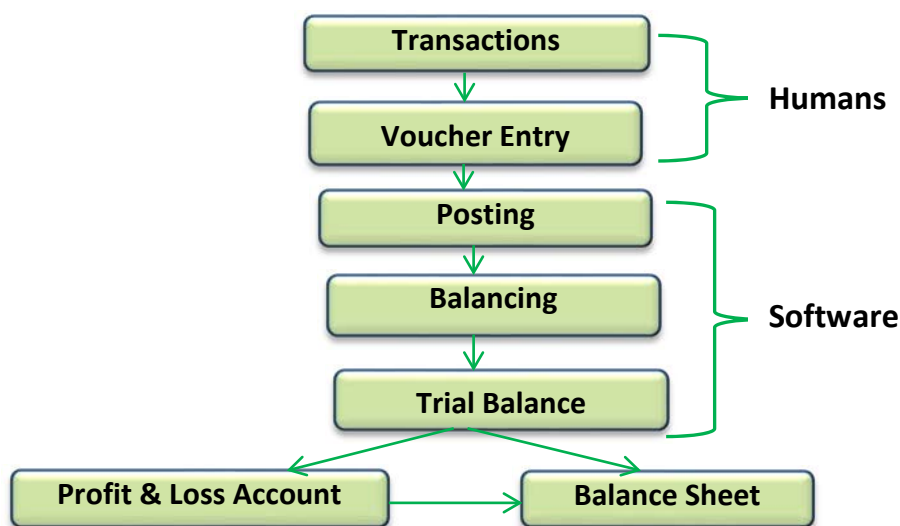 Transactions
Humans
Voucher Entry
Posting
Balancing
Software
Trial Balance
Profit & Loss Account
Balance Sheet